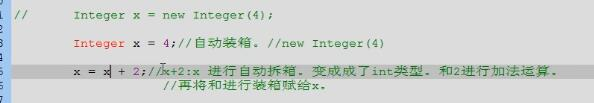 // Integer x = new Integer(4);
Integer x = 4;//自动装箱。//new Integer(4)
x = x + 2;//x+2:x 进行自动拆箱。变成成了int类型。和2进行加法运算。
//再将和进行装箱赋给x。